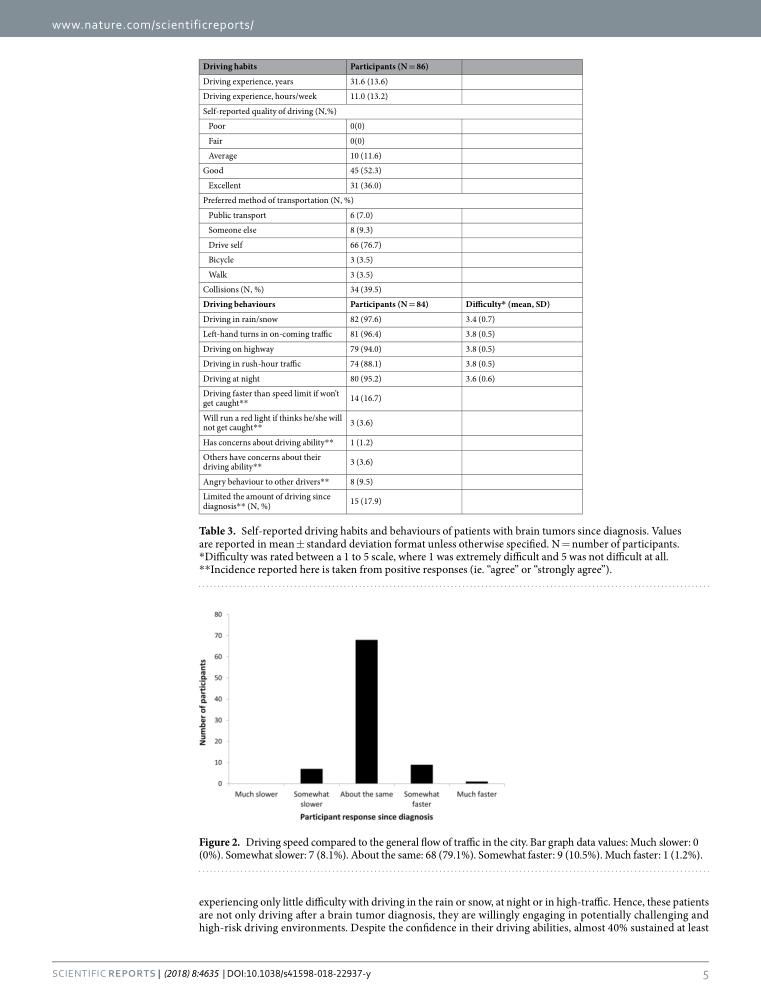 www.nature.com/scientificreports/
Driving habits Participants (N = 86)
Driving experience, years 31.6 (13.6)
Driving experience, hours/week 11.0 (13.2)
Self-reported quality of driving (N,%)
Poor 0(0)
Fair 0(0)
Average 10 (11.6)
Good 45 (52.3)
Excellent 31 (36.0)
Preferred method of transportation (N, %)
Public transport 6 (7.0)
Someone else 8 (9.3)
Drive self 66 (76.7)
Bicycle 3 (3.5)
Walk 3 (3.5)
Collisions (N, %) 34 (39.5)
Driving behaviours Participants (N = 84) Difficulty* (mean, SD)
Driving in rain/snow 82 (97.6) 3.4 (0.7)
Left-hand turns in on-coming traffic 81 (96.4) 3.8 (0.5)
Driving on highway 79 (94.0) 3.8 (0.5)
Driving in rush-hour traffic 74 (88.1) 3.8 (0.5)
Driving at night 80 (95.2) 3.6 (0.6)
Driving faster than speed limit if won't
get caught** 14 (16.7)
Will run a red light if thinks he/she will
not get caught** 3 (3.6)
Has concerns about driving ability** 1 (1.2)
Others have concerns about their
driving ability** 3 (3.6)
Angry behaviour to other drivers** 8 (9.5)
Limited the amount of driving since
diagnosis** (N, %) 15 (17.9)
Table 3. Self-reported driving habits and behaviours of patients with brain tumors since diagnosis. Values
are reported in mean ± standard deviation format unless otherwise specified. N = number of participants.
*Difficulty was rated between a 1 to 5 scale, where 1 was extremely difficult and 5 was not difficult at all.
**Incidence reported here is taken from positive responses (ie. “agree” or “strongly agree”).
80
70
60
50
40
30
20
10
0
Number of participants
Much slower Somewhat slower About the same Somewhat faster Much faster
Participant response since diagnosis
Figure 2. Driving speed compared to the general flow of traffic in the city. Bar graph data values: Much slower: 0
(0%). Somewhat slower: 7 (8.1%). About the same: 68 (79.1%). Somewhat faster: 9 (10.5%). Much faster: 1 (1.2%).
experiencing only little difficulty with driving in the rain or snow, at night or in high-traffic. Hence, these patients
are not only driving after a brain tumor diagnosis, they are willingly engaging in potentially challenging and
high-risk driving environments. Despite the confidence in their driving abilities, almost 40% sustained at least
SCIENTIFIC REPORTS | (2018) 8:4635 | DOI:10.1038/s41598-018-22937-y 5